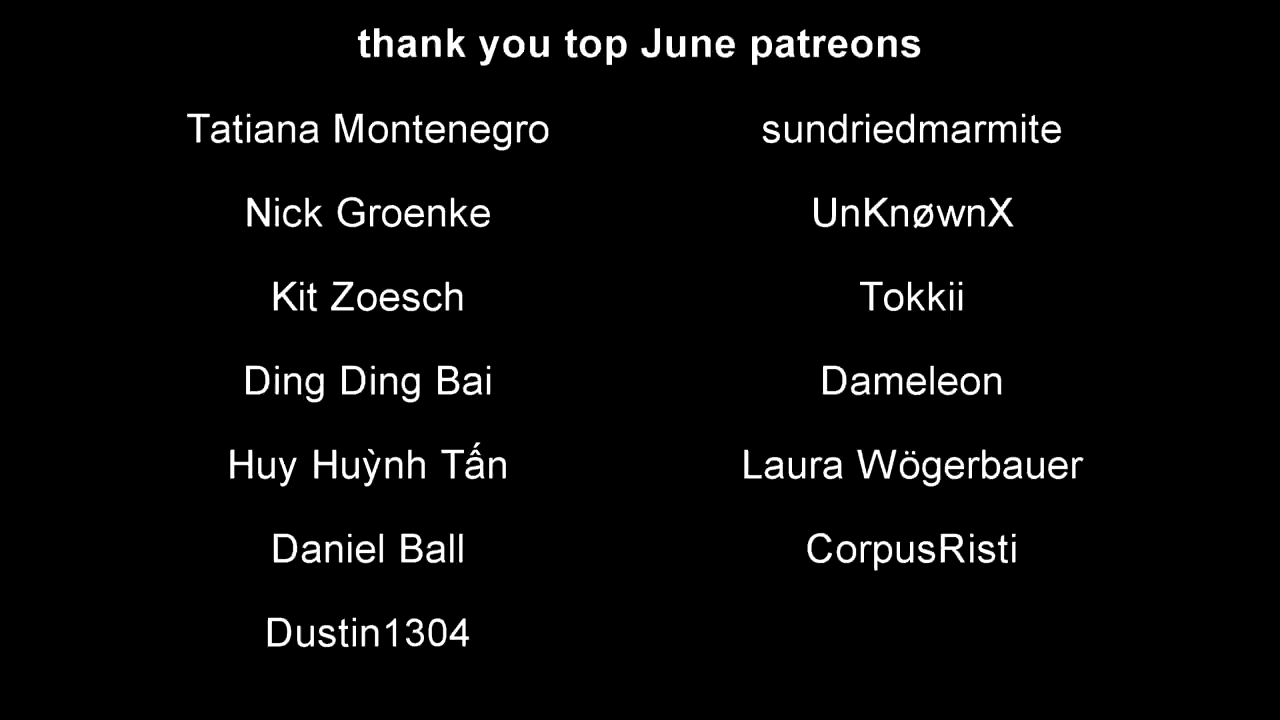 thank you top June patreons
Tatiana Montenegro
Nick Groenke
Kit Zoesch
Ding Ding Bai
Huy Huỳnh Tấn
Daniel Ball
Dustin1304
sundriedmarmite
UnKnøwnX
Tokkii
Dameleon
Laura Wögerbauer
CorpusRisti